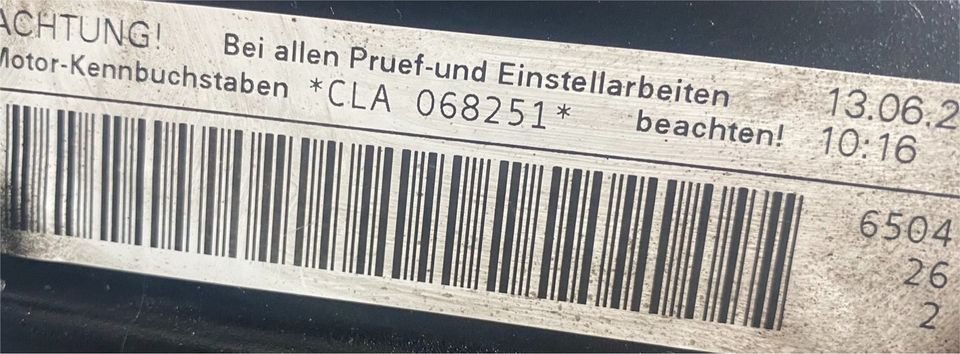 ACHTUNG! Bei allen Pruef-und Einstellarbeiten 13.06.2
Motor-Kennbuchstaben *CLA 068251* beachten! 10:16
6504
26
2